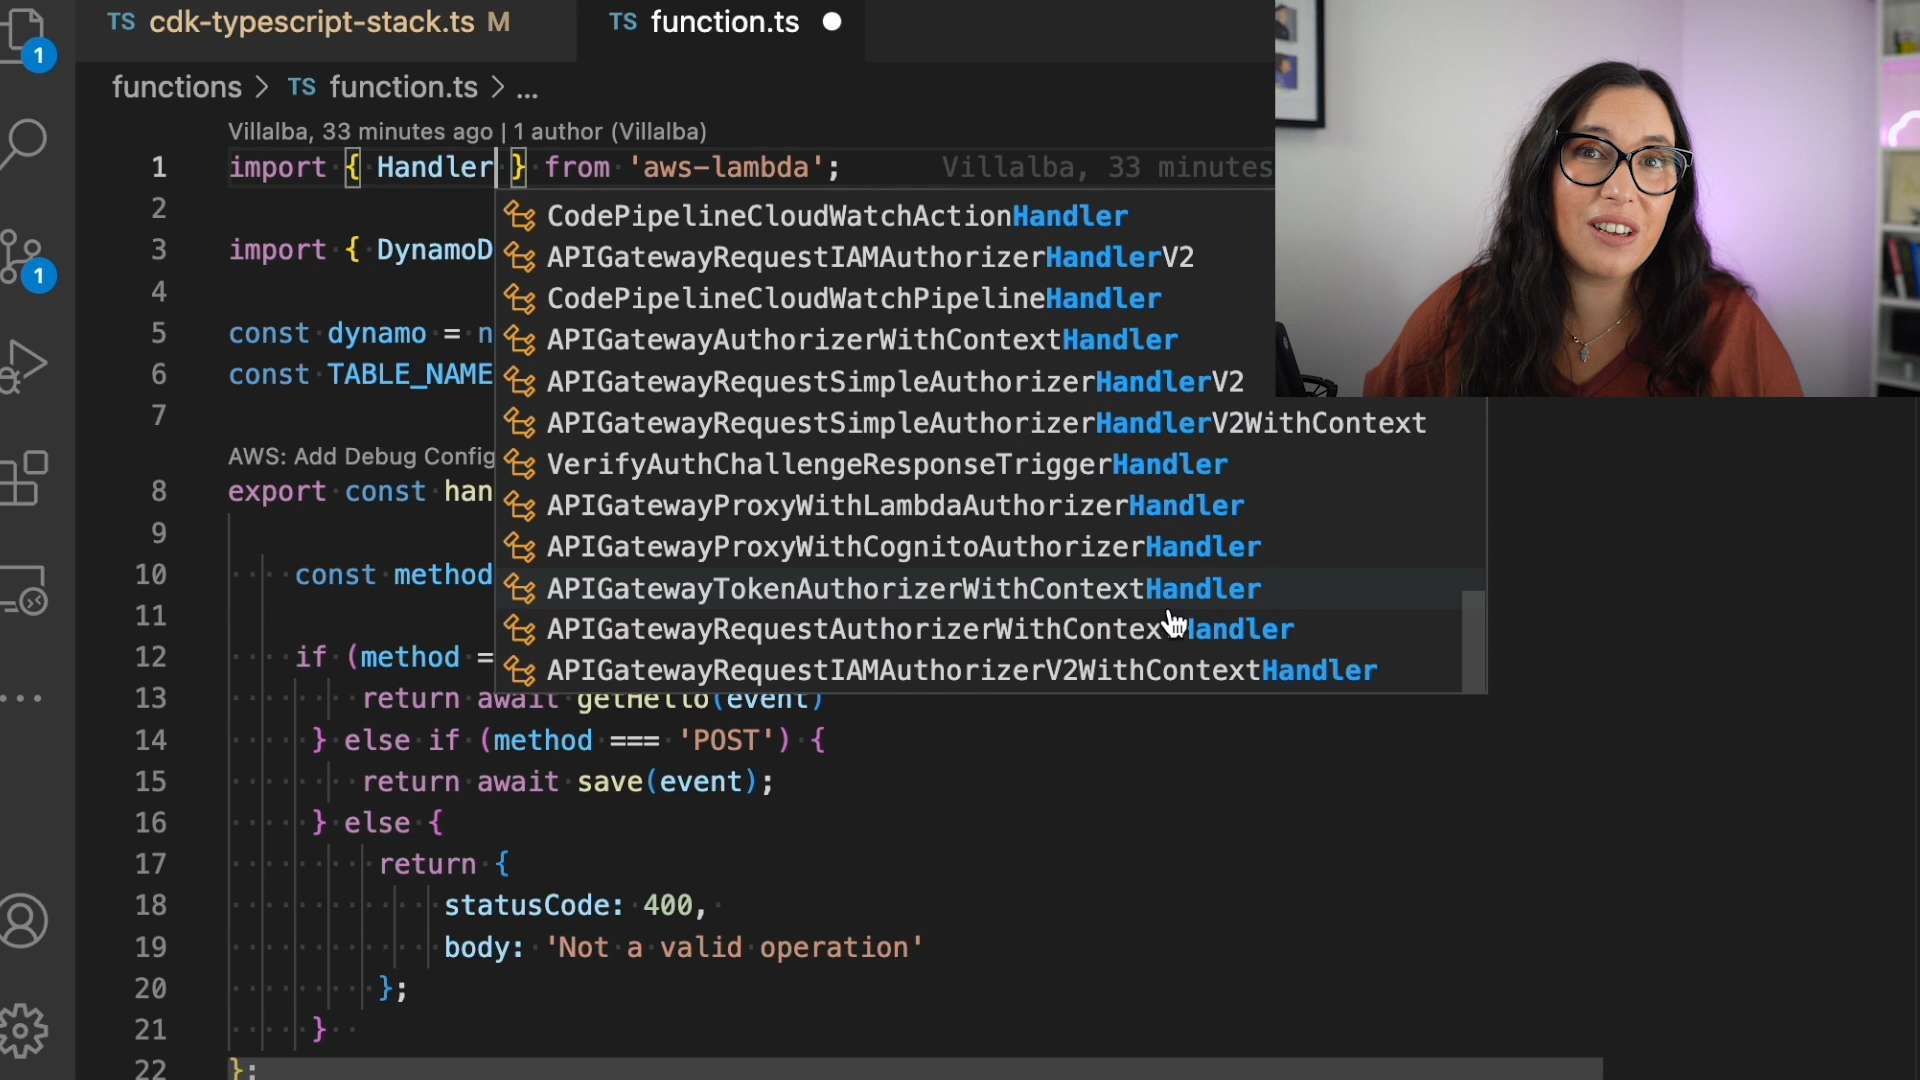 TS cdk-typescript-stack.ts M
TS function.ts
1
functions > TS function.ts > ...
Villalba, 33 minutes ago | 1 author (Villalba)
1 import { Handler } from 'aws-lambda'; Villalba, 33 minutes
2
CodePipelineCloudWatchActionHandler
3 import { DynamoD
APIGatewayRequestIAMAuthorizerHandlerV2
1
4
CodePipelineCloudWatchPipelineHandler
5 const dynamo = n
APIGatewayAuthorizerWithContextHandler
6 const TABLE_NAME
APIGatewayRequestSimpleAuthorizerHandlerV2
7
APIGatewayRequestSimpleAuthorizerHandlerV2WithContext
AWS: Add Debug Config
VerifyAuthChallengeResponseTriggerHandler
8 export const han
APIGatewayProxyWithLambdaAuthorizerHandler
9
APIGatewayProxyWithCognitoAuthorizerHandler
10 const method
APIGatewayTokenAuthorizerWithContextHandler
11
APIGatewayRequestAuthorizerWithContextHandler
12 if (method =
APIGatewayRequestIAMAuthorizerV2WithContextHandler
13 return await getHello(event)
14 } else if (method === 'POST') {
15 return await save(event);
16 } else {
17 return {
18 statusCode: 400,
19 body: 'Not a valid operation'
20 };
21 }
22 };